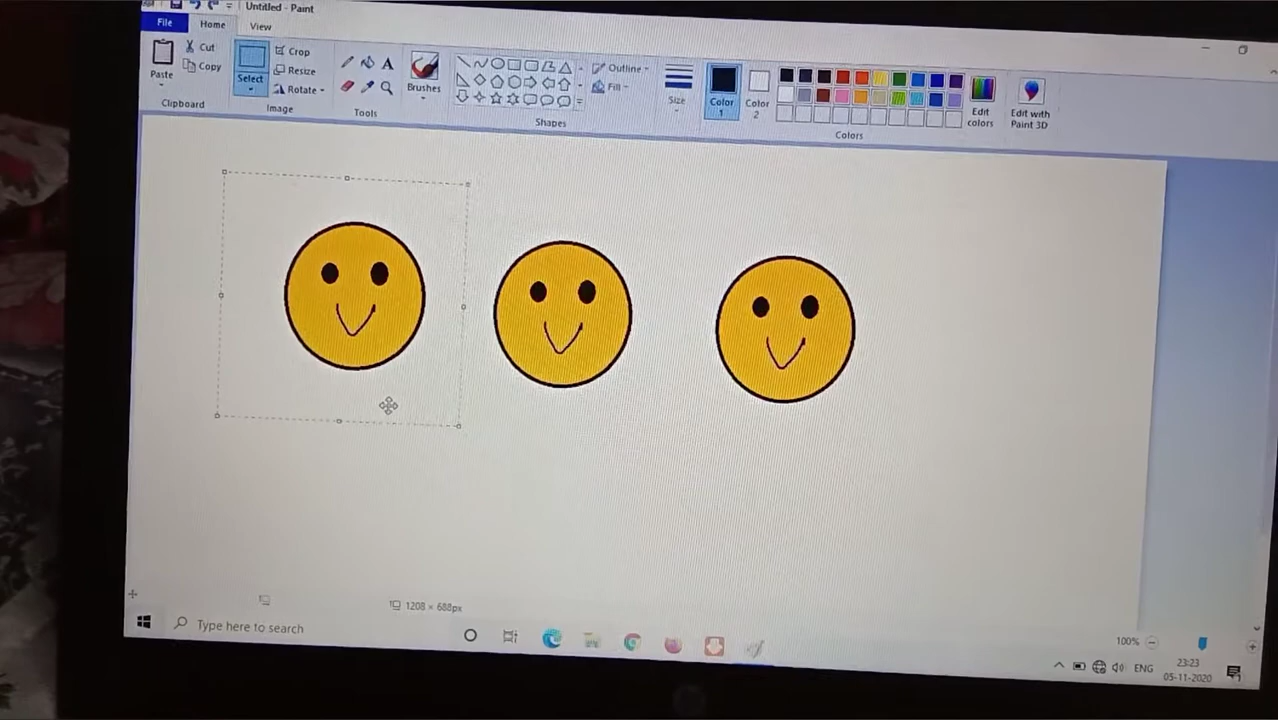 Untitled - Paint
File
Home
View
Paste
Cut
Copy
Clipboard
Select
Crop
Resize
Rotate
Image
Tools
Brushes
Shapes
Outline
Fill
Size
Color
1
Color
2
Colors
Edit
colors
Edit with
Paint 3D
1208 × 688px
100%
Type here to search
ENG
23:23
05-11-2020